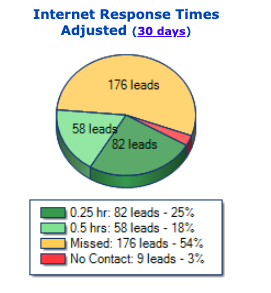 Internet Response Times
Adjusted (30 days)
176 leads
58 leads
82 leads
0.25 hr: 82 leads - 25%
0.5 hrs: 58 leads - 18%
Missed: 176 leads - 54%
No Contact: 9 leads - 3%